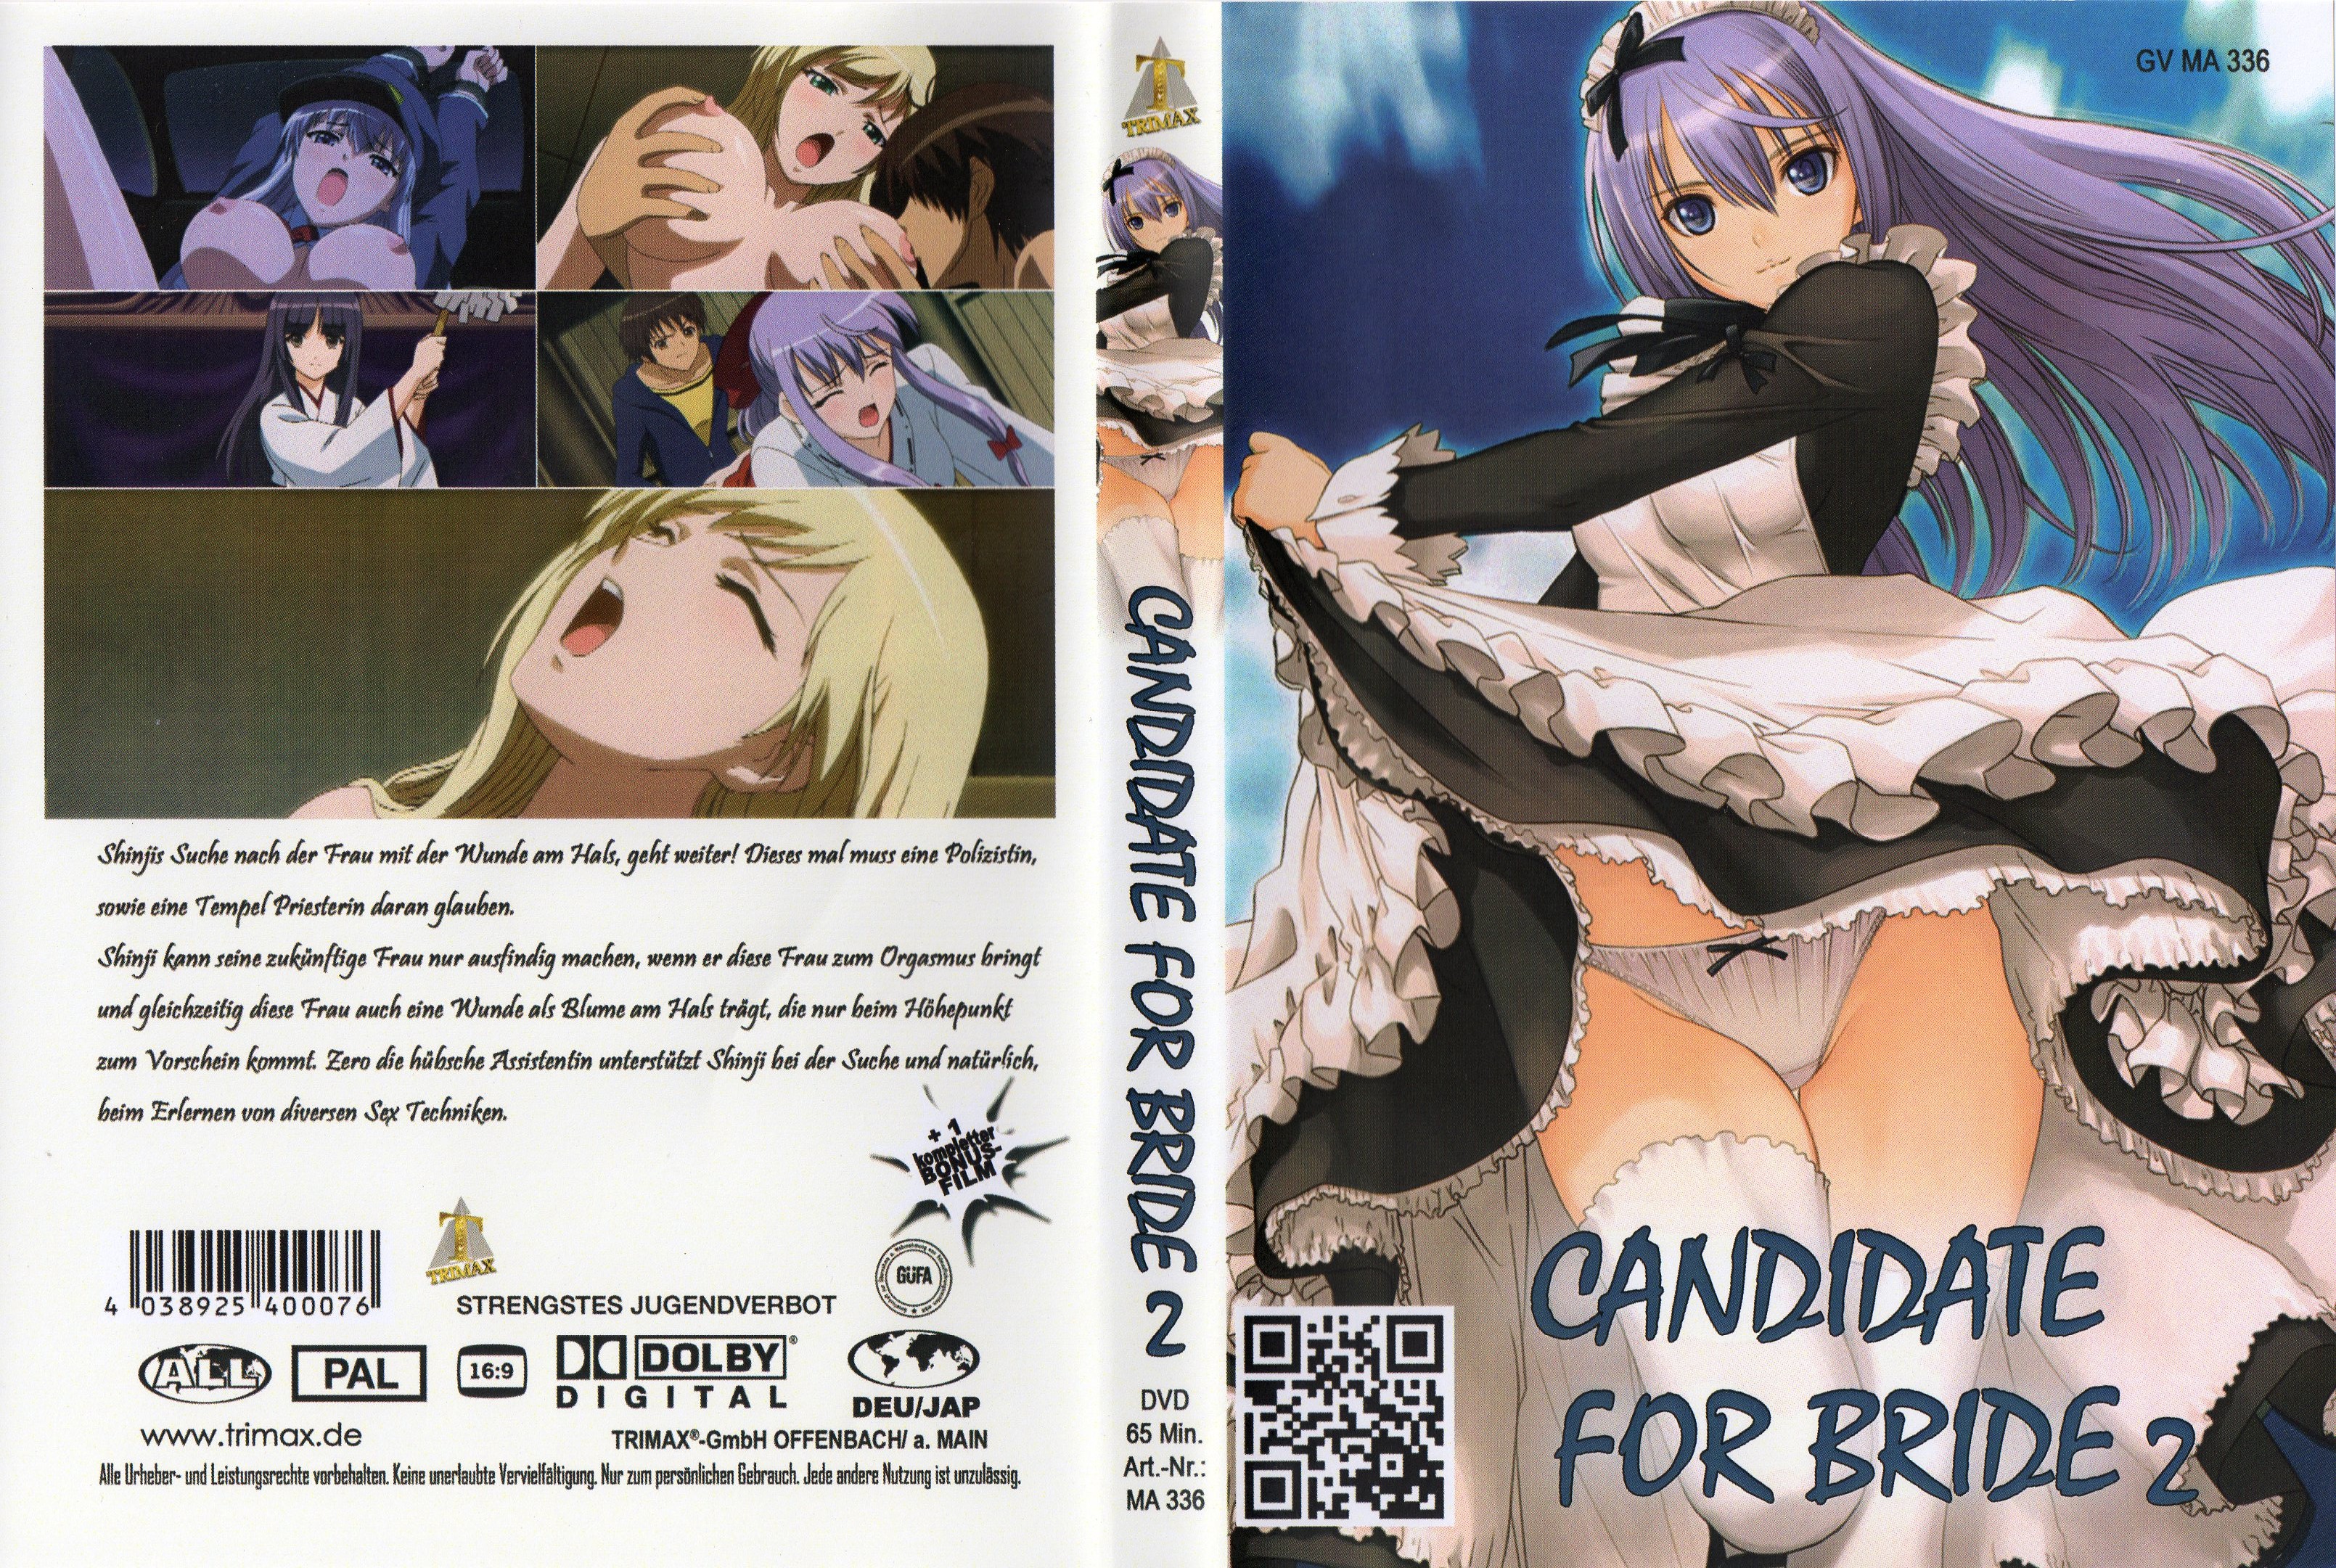 Shinjis Suche nach der Frau mit der Wunde am Hals, geht weiter! Dieses mal muss eine Polizistin,
sowie eine Tempel Priesterin daran glauben.
Shinji kann seine zukünftige Frau nur ausfindig machen, wenn er diese Frau zum Orgasmus bringt
und gleichzeitig diese Frau auch eine Wunde als Blume am Hals trägt, die nur beim Höhepunkt
zum Vorschein kommt. Zero die hübsche Assistentin unterstützt Shinji bei der Suche und natürlich,
beim Erlernen von diversen Sex Techniken.
+ 1
kompletter
BONUS-
FILM
4 038925 400076
TRIMAX
STRENGSTES JUGENDVERBOT
GÜFA
ALL
PAL
16:9
DOLBY
DIGITAL
DEU/JAP
www.trimax.de
TRIMAX®-GmbH OFFENBACH/ a. MAIN
Alle Urheber- und Leistungsrechte vorbehalten. Keine unerlaubte Vervielfältigung. Nur zum persönlichen Gebrauch. Jede andere Nutzung ist unzulässig.
TRIMAX
CANDIDATE FOR BRIDE 2
DVD
65 Min.
Art.-Nr.:
MA 336
GV MA 336
CANDIDATE
FOR BRIDE 2